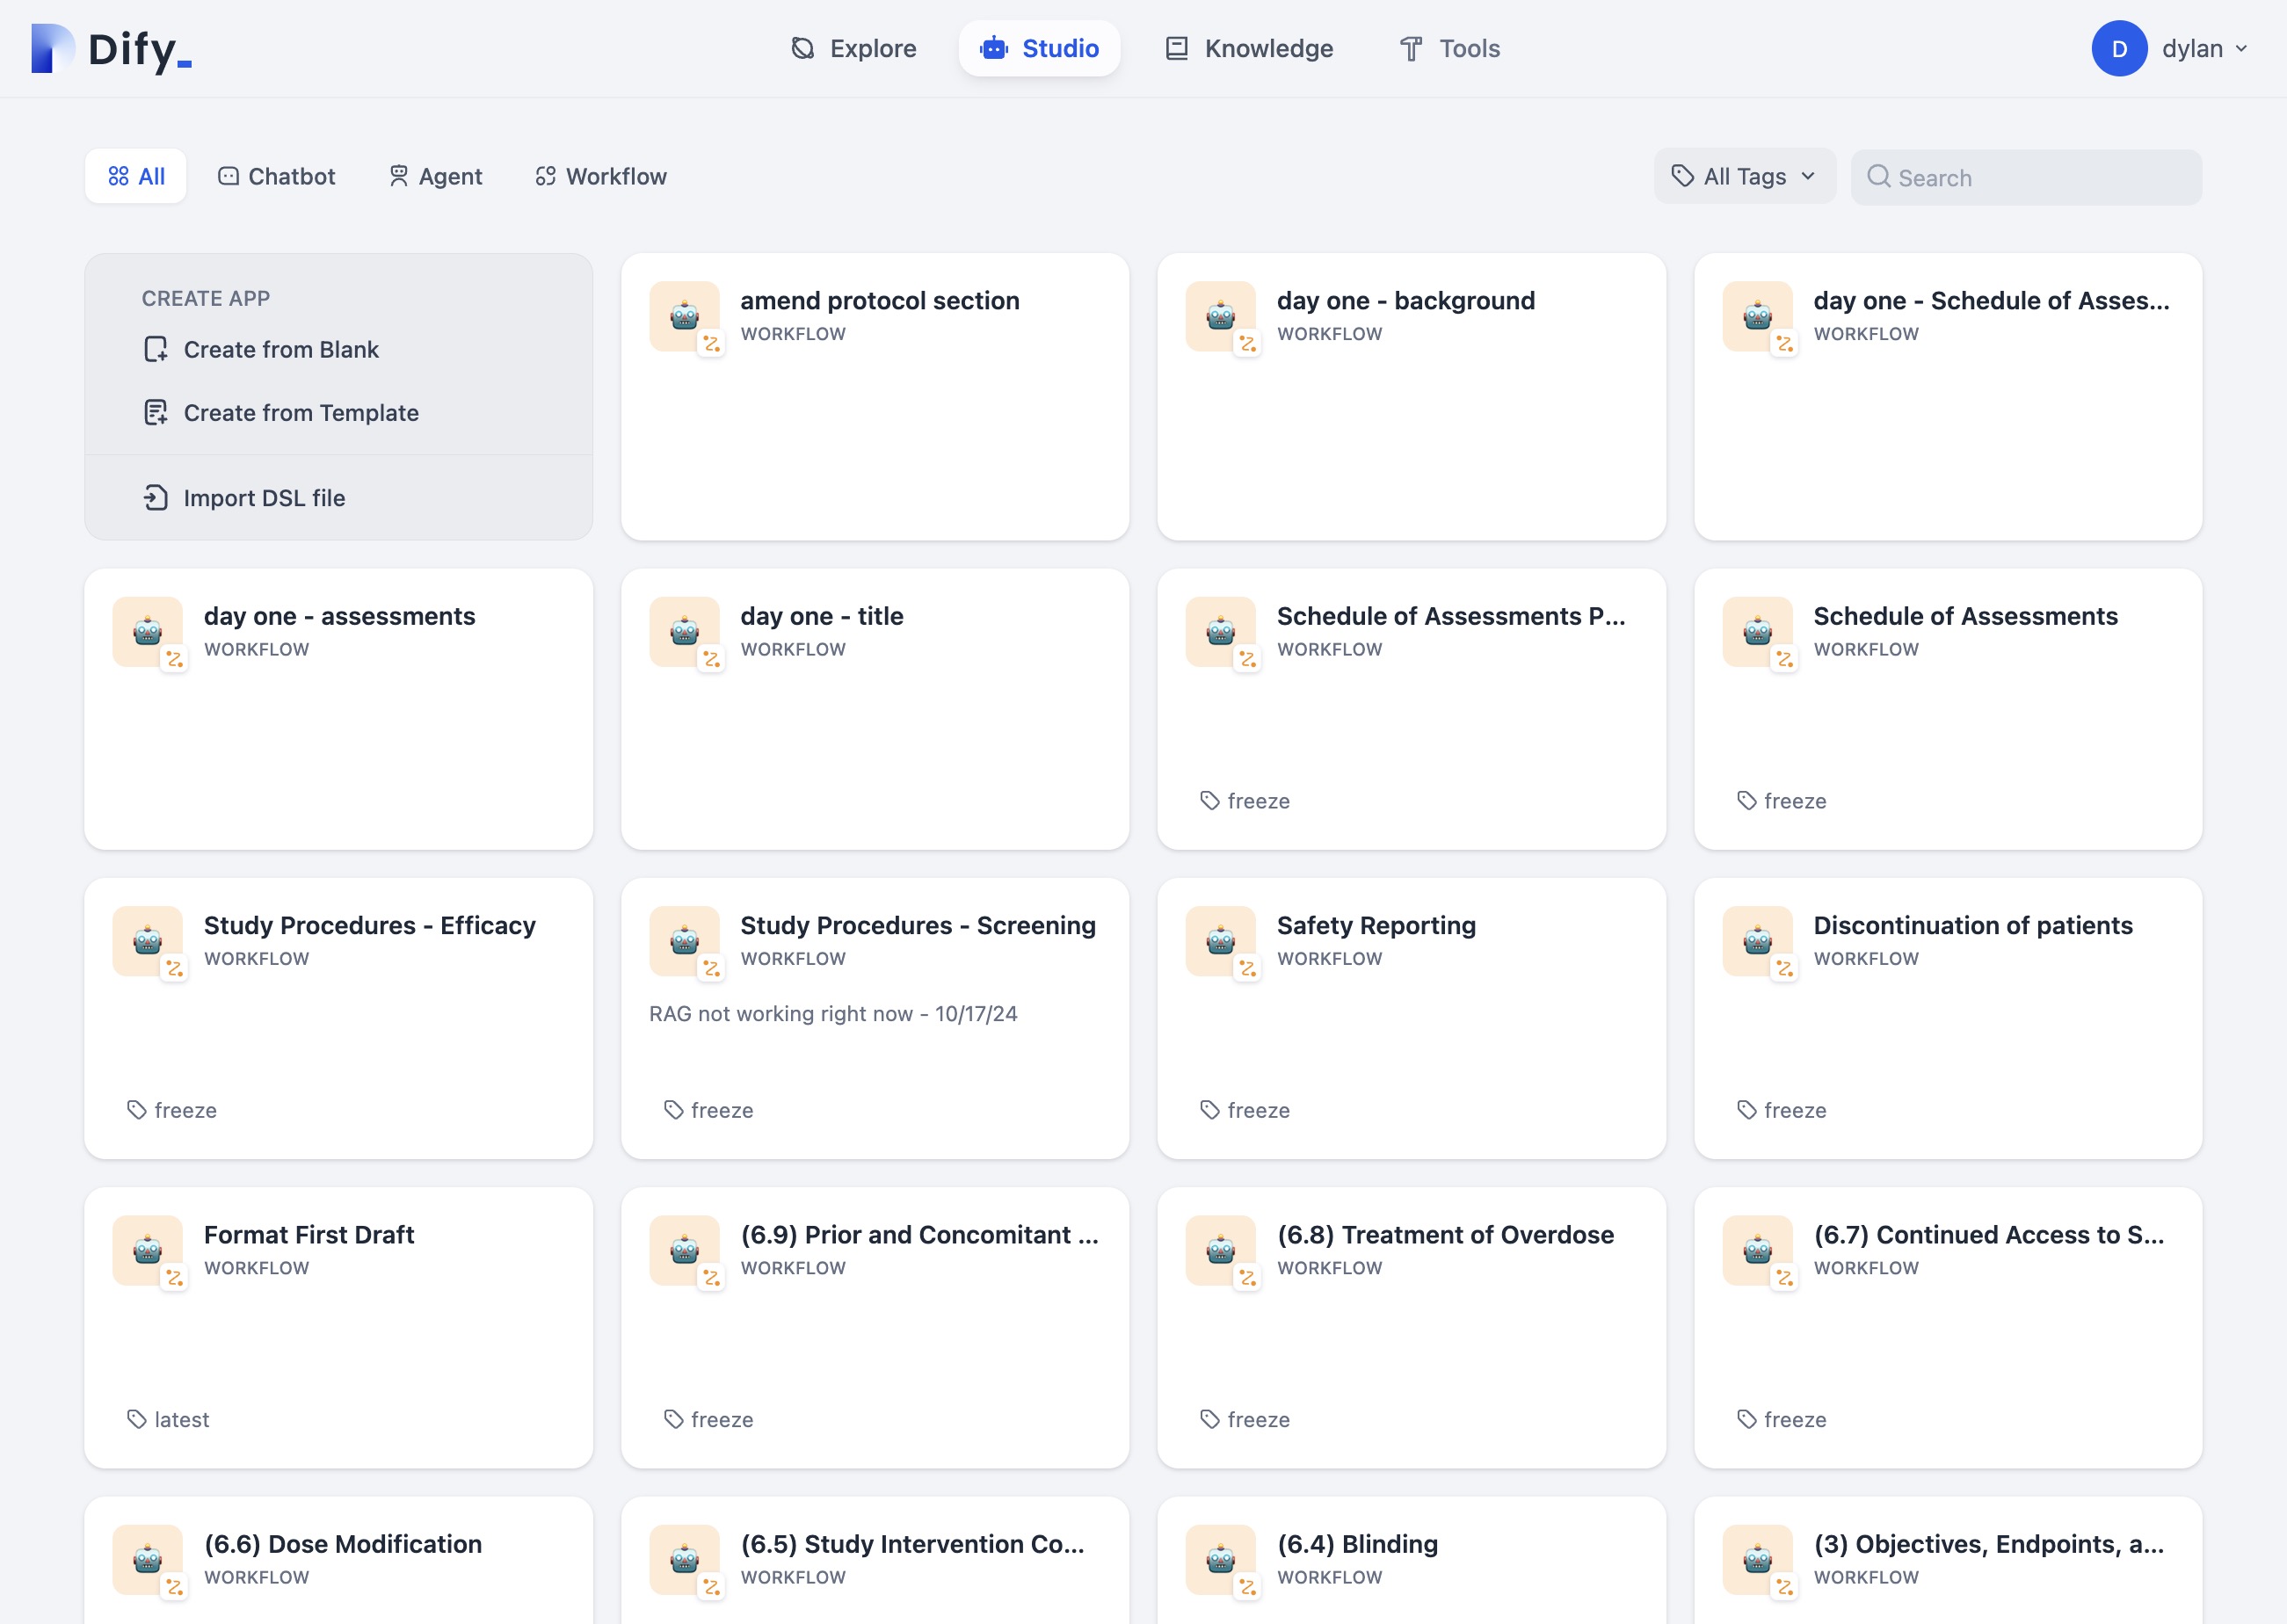 Dify_
Explore
Studio
Knowledge
Tools
D
dylan
All
Chatbot
Agent
Workflow
All Tags
Search
CREATE APP
Create from Blank
Create from Template
Import DSL file
amend protocol section
WORKFLOW
day one - background
WORKFLOW
day one - Schedule of Asses...
WORKFLOW
day one - assessments
WORKFLOW
day one - title
WORKFLOW
Schedule of Assessments P...
WORKFLOW
freeze
Schedule of Assessments
WORKFLOW
freeze
Study Procedures - Efficacy
WORKFLOW
freeze
Study Procedures - Screening
WORKFLOW
RAG not working right now - 10/17/24
freeze
Safety Reporting
WORKFLOW
freeze
Discontinuation of patients
WORKFLOW
freeze
Format First Draft
WORKFLOW
latest
(6.9) Prior and Concomitant ...
WORKFLOW
freeze
(6.8) Treatment of Overdose
WORKFLOW
freeze
(6.7) Continued Access to S...
WORKFLOW
freeze
(6.6) Dose Modification
WORKFLOW
(6.5) Study Intervention Co...
WORKFLOW
(6.4) Blinding
WORKFLOW
(3) Objectives, Endpoints, a...
WORKFLOW